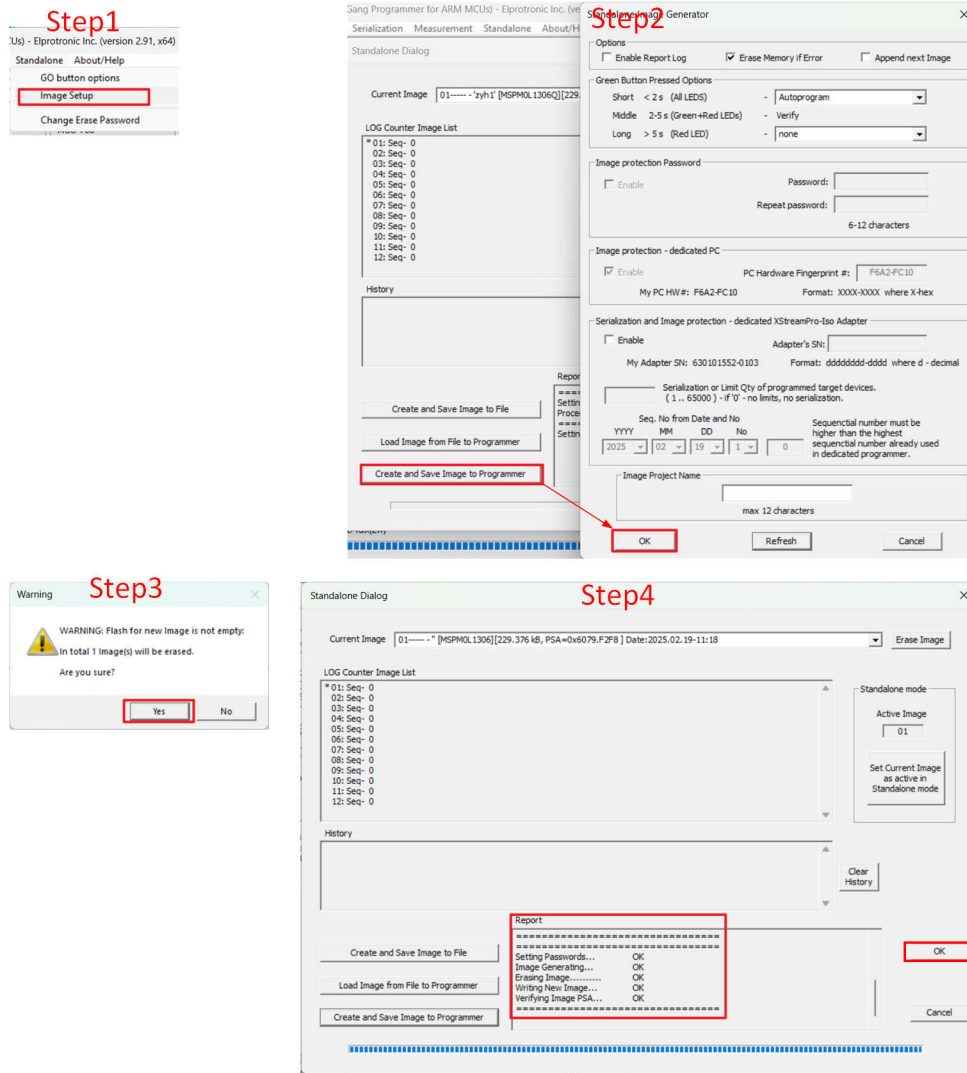 Step1
Us) - Elprotronic Inc. (version 2.91, x64)
Standalone About/Help
GO button options
Image Setup
Change Erase Password
Step2
Gang Programmer for ARM MCUs) - Elprotronic Inc. (ve
Serialization Measurement Standalone About/H
Standalone Dialog
Current Image 01----- - 'zyh1' [MSPM0L1306Q][229.
LOG Counter Image List
* 01: Seq- 0
02: Seq- 0
03: Seq- 0
04: Seq- 0
05: Seq- 0
06: Seq- 0
07: Seq- 0
08: Seq- 0
09: Seq- 0
10: Seq- 0
11: Seq- 0
12: Seq- 0
History
Repor
====
Settin
Proce
====
Settin
Create and Save Image to File
Load Image from File to Programmer
Create and Save Image to Programmer
Standalone Image Generator
Options
Enable Report Log Erase Memory if Error Append next Image
Green Button Pressed Options
Short < 2 s (All LEDS) - Autoprogram
Middle 2-5 s (Green+Red LEDs) - Verify
Long > 5 s (Red LED) - none
Image protection Password
Enable Password:
Repeat password:
6-12 characters
Image protection - dedicated PC
Enable PC Hardware Fingerprint #: F6A2-FC10
My PC HW#: F6A2-FC10 Format: XXXX-XXXX where X-hex
Serialization and Image protection - dedicated XStreamPro-Iso Adapter
Enable Adapter's SN:
My Adapter SN: 630101552-0103 Format: dddddddd-dddd where d - decimal
Serialization or Limit Qty of programmed target devices.
( 1 .. 65000 ) - if '0' - no limits, no serialization.
Seq. No from Date and No
YYYY MM DD No
2025 02 19 1 0
Sequenctial number must be
higher than the highest
sequenctial number already used
in dedicated programmer.
Image Project Name
max 12 characters
OK Refresh Cancel
Step3
Warning
WARNING: Flash for new Image is not empty:
In total 1 Image(s) will be erased.
Are you sure?
Yes No
Step4
Standalone Dialog
Current Image 01----- - '' [MSPM0L1306][229.376 kB, PSA=0x6079.F2F8 ] Date:2025.02.19-11:18 Erase Image
LOG Counter Image List
* 01: Seq- 0
02: Seq- 0
03: Seq- 0
04: Seq- 0
05: Seq- 0
06: Seq- 0
07: Seq- 0
08: Seq- 0
09: Seq- 0
10: Seq- 0
11: Seq- 0
12: Seq- 0
Standalone mode
Active Image
01
Set Current Image
as active in
Standalone mode
History
Clear
History
Report
================================
================================
Setting Passwords... OK
Image Generating... OK
Erasing Image.......... OK
Writing New Image... OK
Verifying Image PSA... OK
================================
Create and Save Image to File
Load Image from File to Programmer
Create and Save Image to Programmer
OK
Cancel